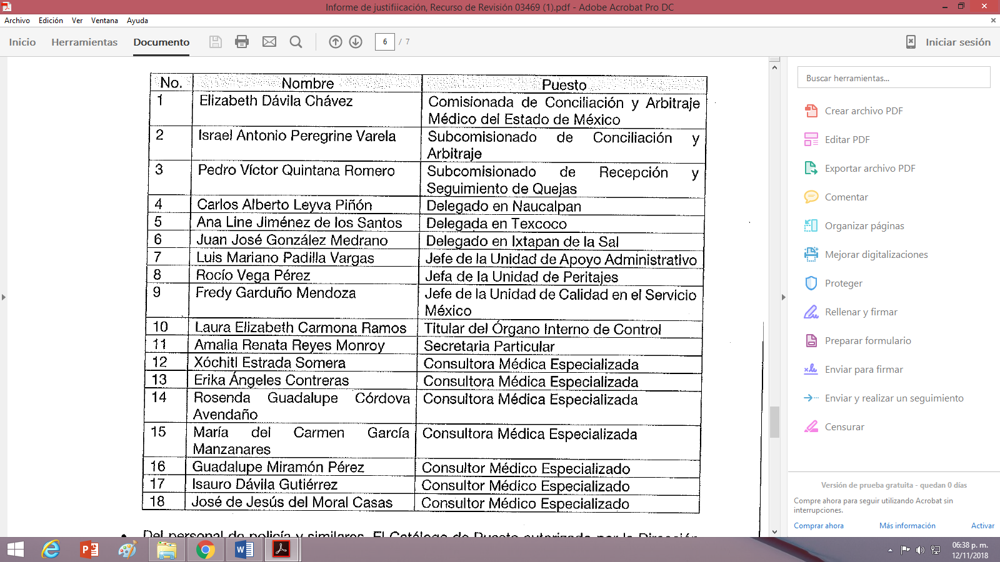 Informe de justifiicación, Recurso de Revisión 03469 (1).pdf - Adobe Acrobat Pro DC
Archivo Edición Ver Ventana Ayuda
Inicio Herramientas Documento 6 / 7 Iniciar sesión
No. Nombre Puesto
1 Elizabeth Dávila Chávez Comisionada de Conciliación y Arbitraje
Médico del Estado de México
2 Israel Antonio Peregrine Varela Subcomisionado de Conciliación y
Arbitraje
3 Pedro Víctor Quintana Romero Subcomisionado de Recepción y
Seguimiento de Quejas
4 Carlos Alberto Leyva Piñón Delegado en Naucalpan
5 Ana Line Jiménez de los Santos Delegada en Texcoco
6 Juan José González Medrano Delegado en Ixtapan de la Sal
7 Luis Mariano Padilla Vargas Jefe de la Unidad de Apoyo Administrativo
8 Rocío Vega Pérez Jefa de la Unidad de Peritajes
9 Fredy Garduño Mendoza Jefe de la Unidad de Calidad en el Servicio
México
10 Laura Elizabeth Carmona Ramos Titular del Órgano Interno de Control
11 Amalia Renata Reyes Monroy Secretaria Particular
12 Xóchitl Estrada Somera Consultora Médica Especializada
13 Erika Ángeles Contreras Consultora Médica Especializada
14 Rosenda Guadalupe Córdova Consultora Médica Especializada
Avendaño
15 María del Carmen García Consultora Médica Especializada
Manzanares
16 Guadalupe Miramón Pérez Consultor Médico Especializado
17 Isauro Dávila Gutiérrez Consultor Médico Especializado
18 José de Jesús del Moral Casas Consultor Médico Especializado
Del personal de policía y similares. El Catálogo de Puesto autorizado por la Dirección
Buscar herramientas...
Crear archivo PDF
Editar PDF
Exportar archivo PDF
Comentar
Organizar páginas
Mejorar digitalizaciones
Proteger
Rellenar y firmar
Preparar formulario
Enviar para firmar
Enviar y realizar un seguimiento
Censurar
Versión de prueba gratuita - quedan 0 días
Compre ahora para seguir utilizando Acrobat sin
interrupciones.
Comprar ahora Más información Activar
06:38 p. m.
12/11/2018